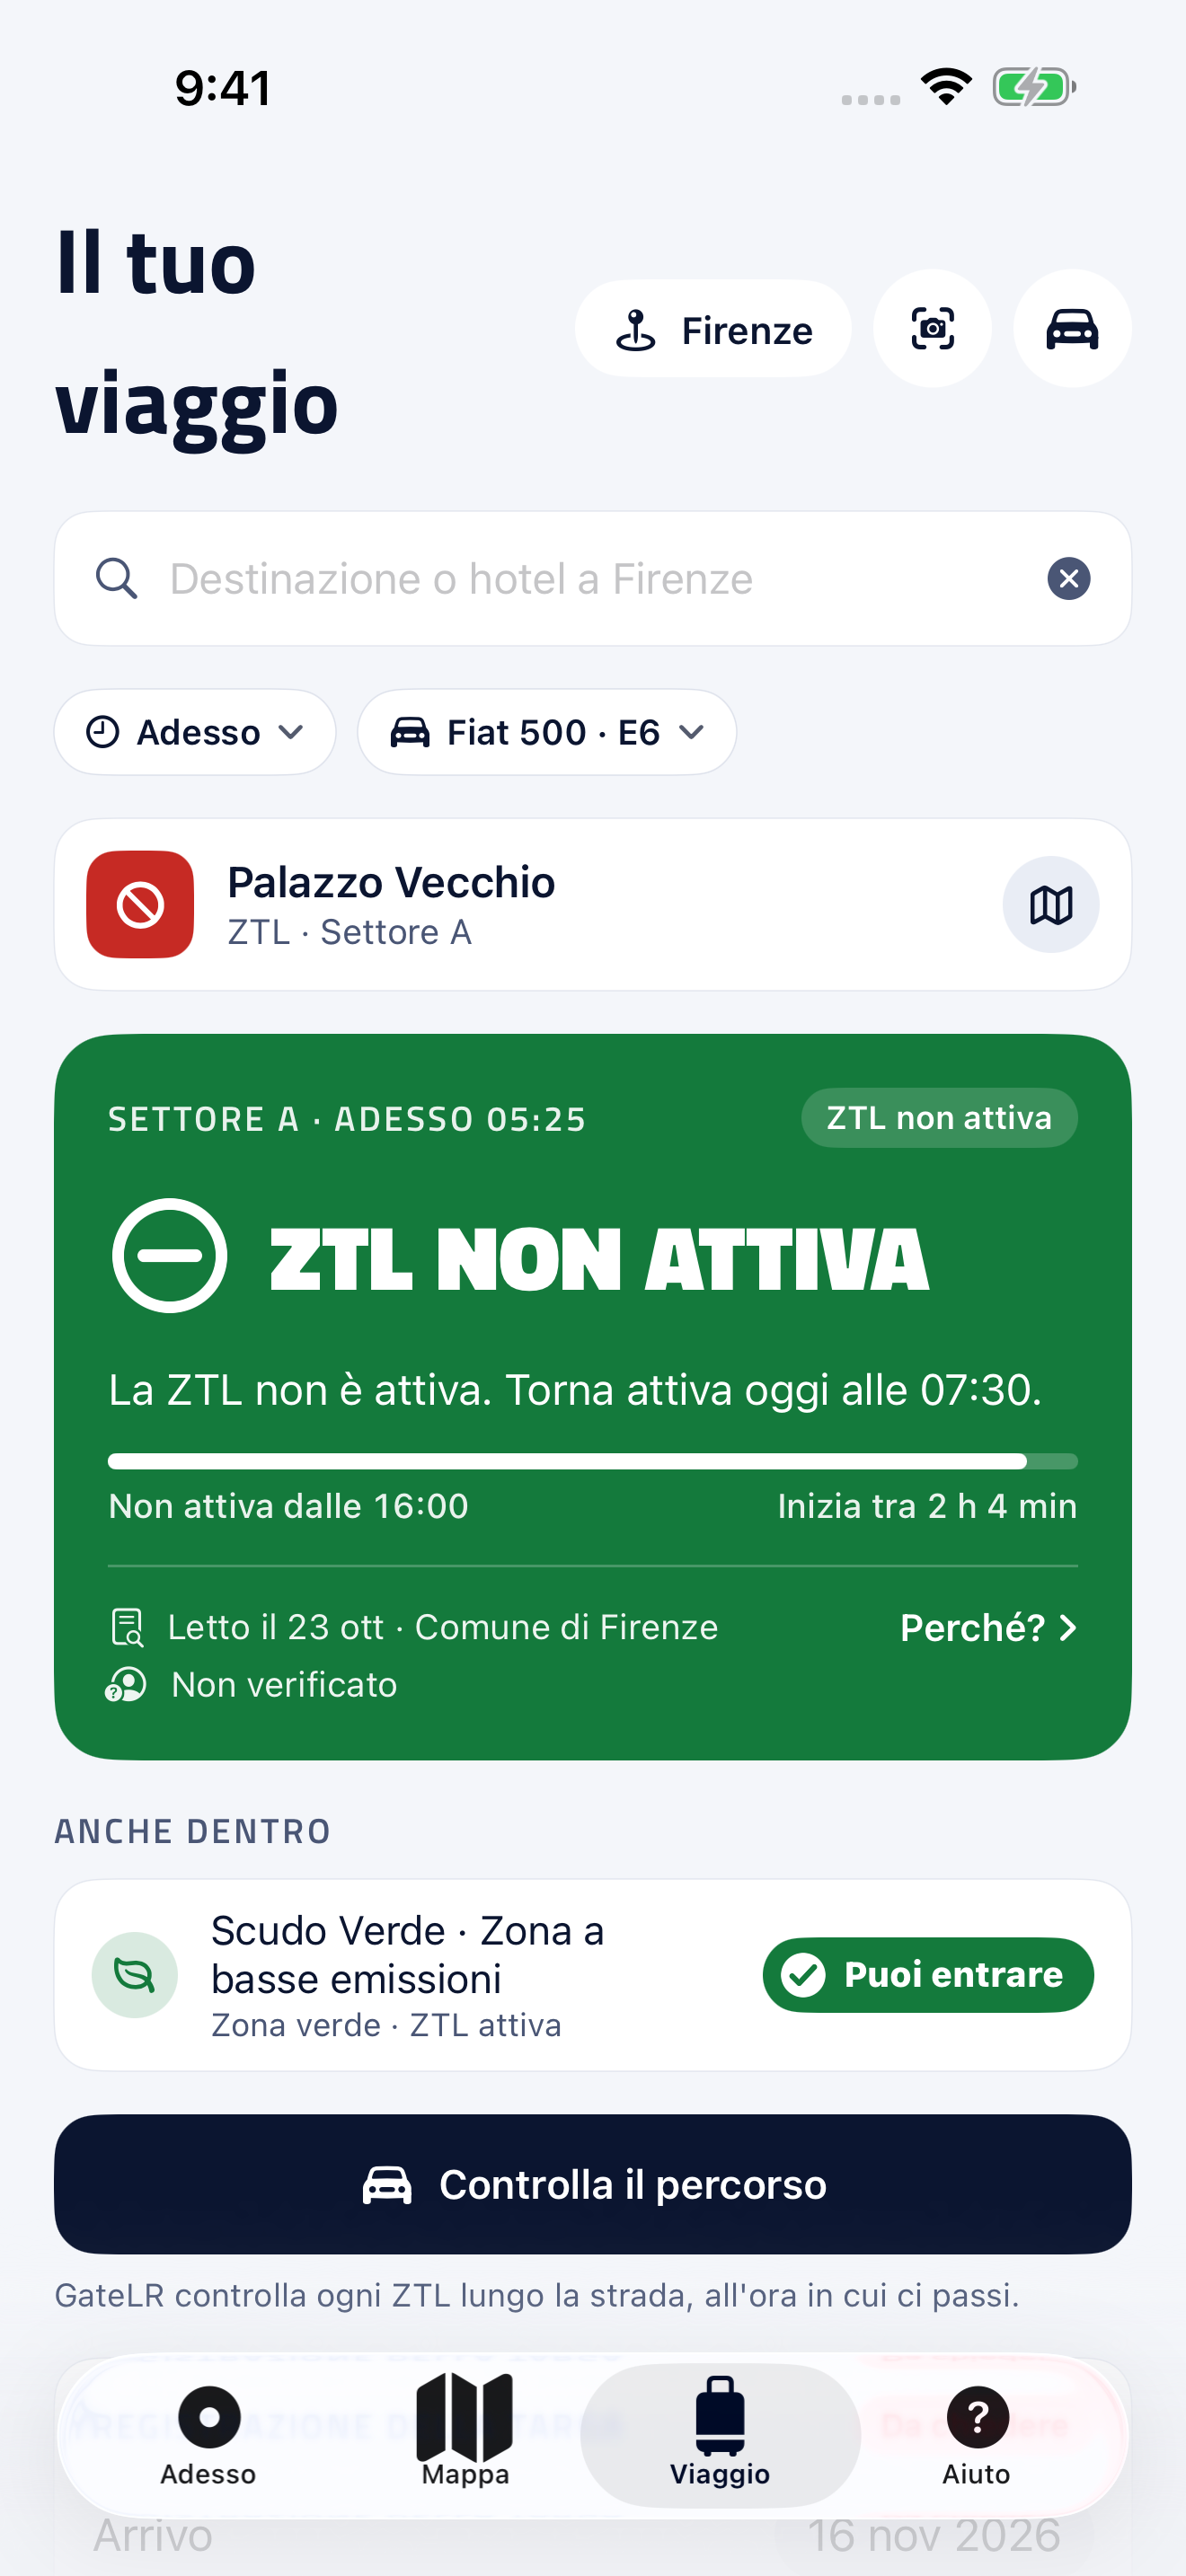 9:41
Il tuo
viaggio
Firenze
Destinazione o hotel a Firenze
Adesso
Fiat 500 · E6
Palazzo Vecchio
ZTL · Settore A
SETTORE A · ADESSO 05:25
ZTL non attiva
ZTL NON ATTIVA
La ZTL non è attiva. Torna attiva oggi alle 07:30.
Non attiva dalle 16:00
Inizia tra 2 h 4 min
Letto il 23 ott · Comune di Firenze
Perché?
Non verificato
ANCHE DENTRO
Scudo Verde · Zona a
basse emissioni
Zona verde · ZTL attiva
Puoi entrare
Controlla il percorso
GateLR controlla ogni ZTL lungo la strada, all'ora in cui ci passi.
Adesso
Mappa
Viaggio
Aiuto
Arrivo
16 nov 2026